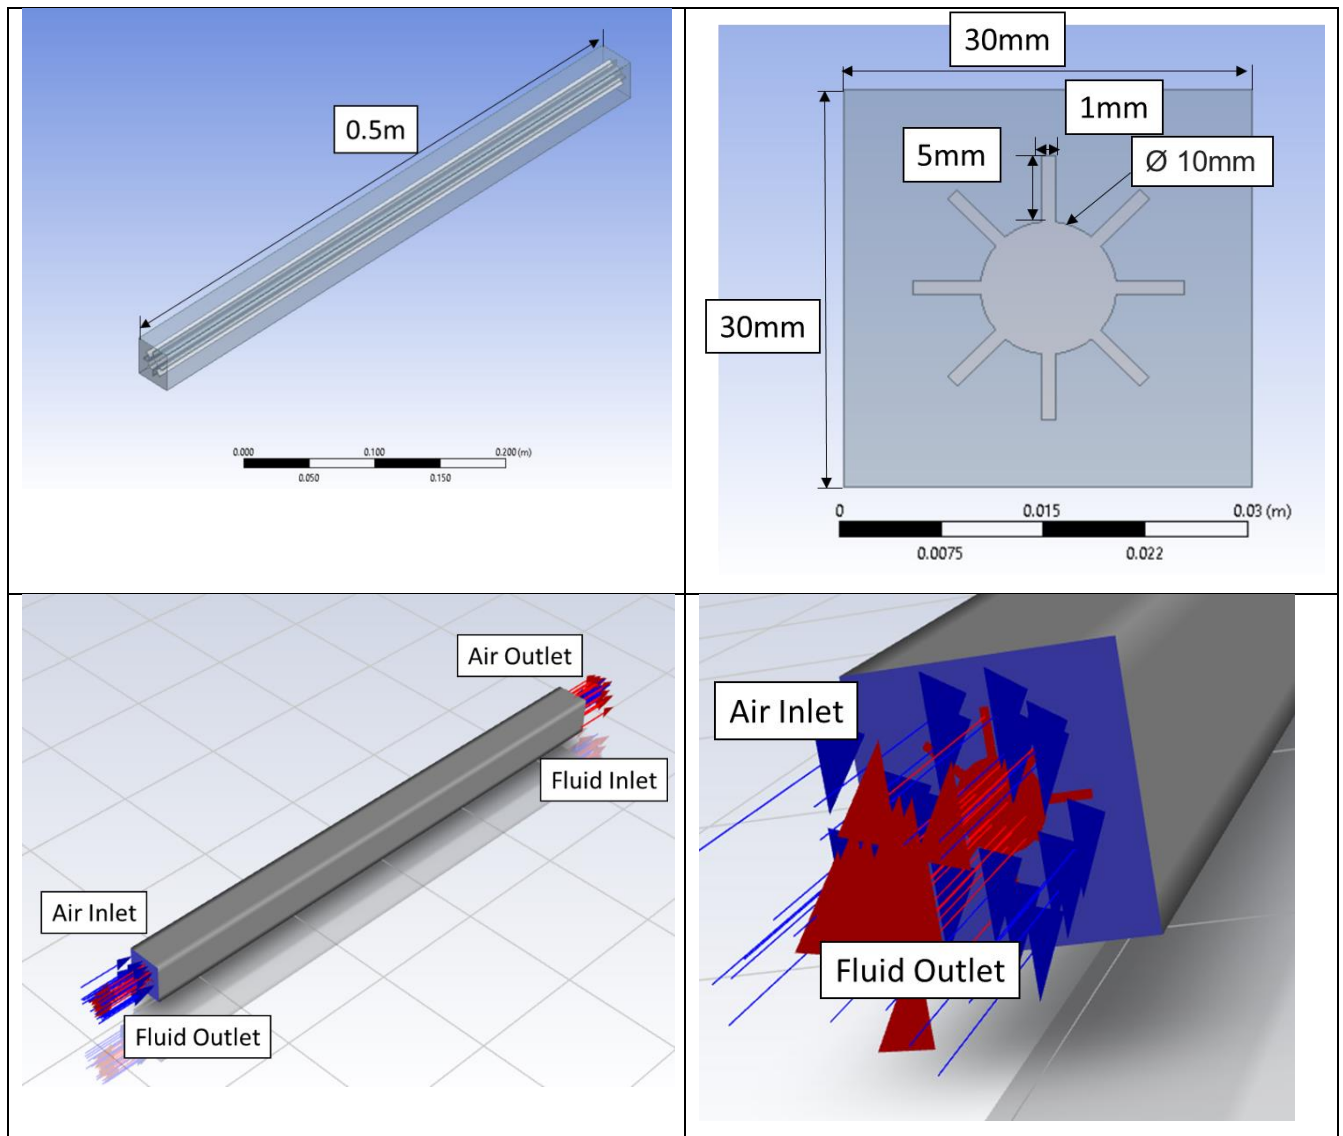 0.5m
0.000
0.100
0.200 (m)
0.050
0.150
30mm
1mm
5mm
Ø 10mm
30mm
0
0.015
0.03 (m)
0.0075
0.022
Air Outlet
Fluid Inlet
Air Inlet
Fluid Outlet
Air Inlet
Fluid Outlet